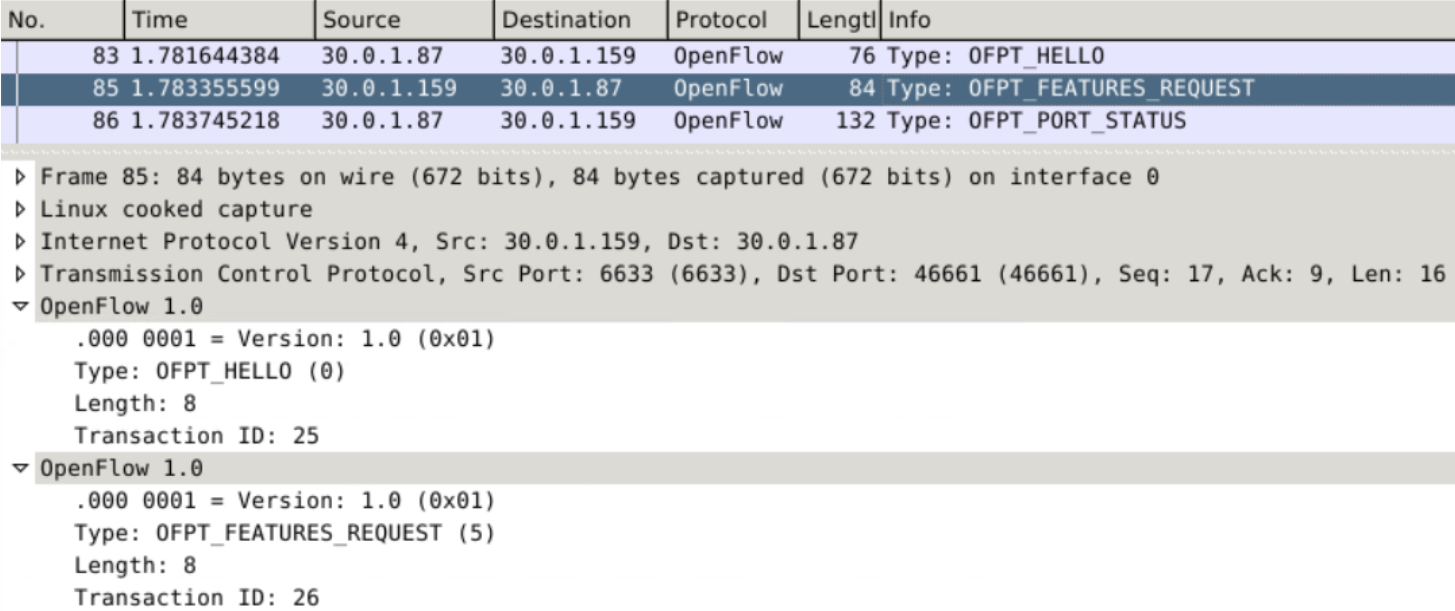 No. Time Source Destination Protocol Lengtl Info
83 1.781644384 30.0.1.87 30.0.1.159 OpenFlow 76 Type: OFPT_HELLO
85 1.783355599 30.0.1.159 30.0.1.87 OpenFlow 84 Type: OFPT_FEATURES_REQUEST
86 1.783745218 30.0.1.87 30.0.1.159 OpenFlow 132 Type: OFPT_PORT_STATUS
Frame 85: 84 bytes on wire (672 bits), 84 bytes captured (672 bits) on interface 0
Linux cooked capture
Internet Protocol Version 4, Src: 30.0.1.159, Dst: 30.0.1.87
Transmission Control Protocol, Src Port: 6633 (6633), Dst Port: 46661 (46661), Seq: 17, Ack: 9, Len: 16
OpenFlow 1.0
.000 0001 = Version: 1.0 (0x01)
Type: OFPT_HELLO (0)
Length: 8
Transaction ID: 25
OpenFlow 1.0
.000 0001 = Version: 1.0 (0x01)
Type: OFPT_FEATURES_REQUEST (5)
Length: 8
Transaction ID: 26